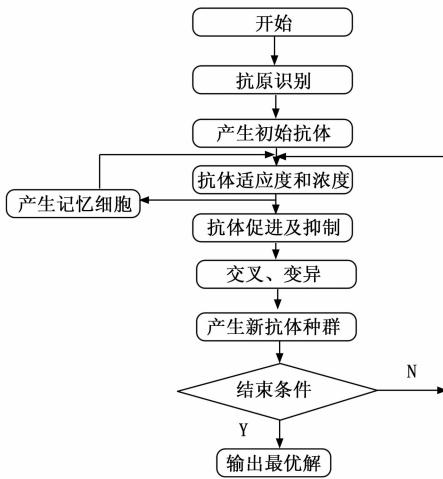 开始
抗原识别
产生初始抗体
抗体适应度和浓度
产生记忆细胞
抗体促进及抑制
交叉、变异
产生新抗体种群
结束条件
N
Y
输出最优解